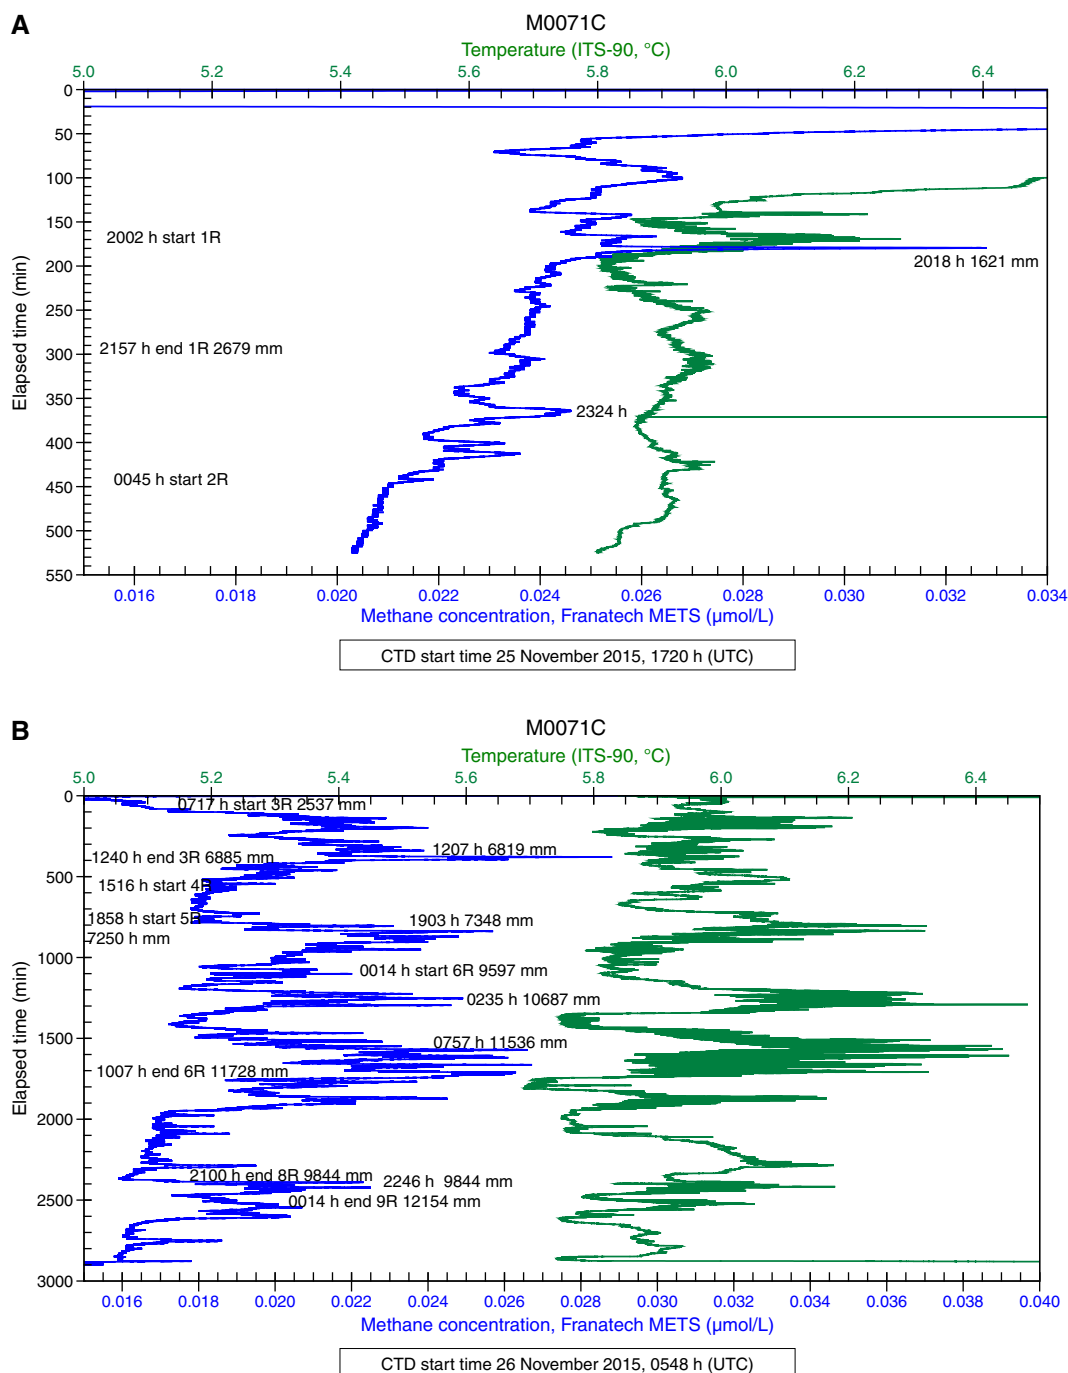 A
M0071C
Temperature (ITS-90, °C)
5.0 5.2 5.4 5.6 5.8 6.0 6.2 6.4
0
50
100
150
200
250
300
350
400
450
500
550
Elapsed time (min)
2002 h start 1R
2018 h 1621 mm
2157 h end 1R 2679 mm
2324 h
0045 h start 2R
0.016 0.018 0.020 0.022 0.024 0.026 0.028 0.030 0.032 0.034
Methane concentration, Franatech METS (µmol/L)
CTD start time 25 November 2015, 1720 h (UTC)
B
M0071C
Temperature (ITS-90, °C)
5.0 5.2 5.4 5.6 5.8 6.0 6.2 6.4
0
500
1000
1500
2000
2500
3000
Elapsed time (min)
0717 h start 3R 2537 mm
1207 h 6819 mm
1240 h end 3R 6885 mm
1516 h start 4R
1858 h start 5R
1903 h 7348 mm
7250 h mm
0014 h start 6R 9597 mm
0235 h 10687 mm
0757 h 11536 mm
1007 h end 6R 11728 mm
2100 h end 8R 9844 mm
2246 h 9844 mm
0014 h end 9R 12154 mm
0.016 0.018 0.020 0.022 0.024 0.026 0.028 0.030 0.032 0.034 0.036 0.038 0.040
Methane concentration, Franatech METS (µmol/L)
CTD start time 26 November 2015, 0548 h (UTC)